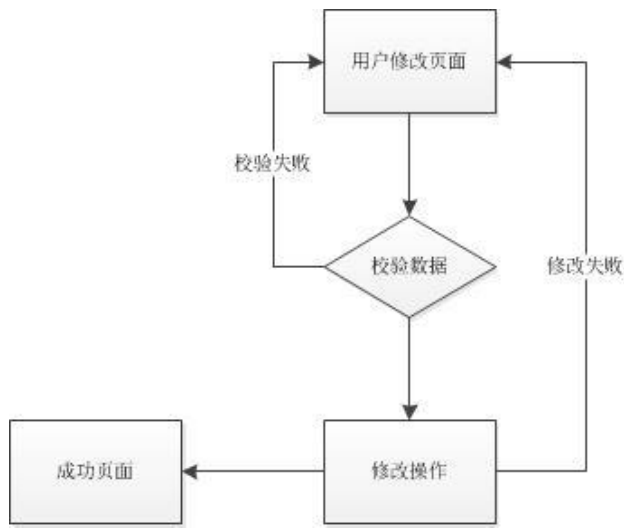 用户修改页面
校验失败
校验数据
修改失败
成功页面
修改操作